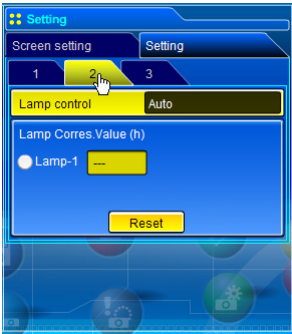 Setting
Screen setting Setting
1 2 3
Lamp control Auto
Lamp Corres.Value (h)
Lamp-1 ---
Reset